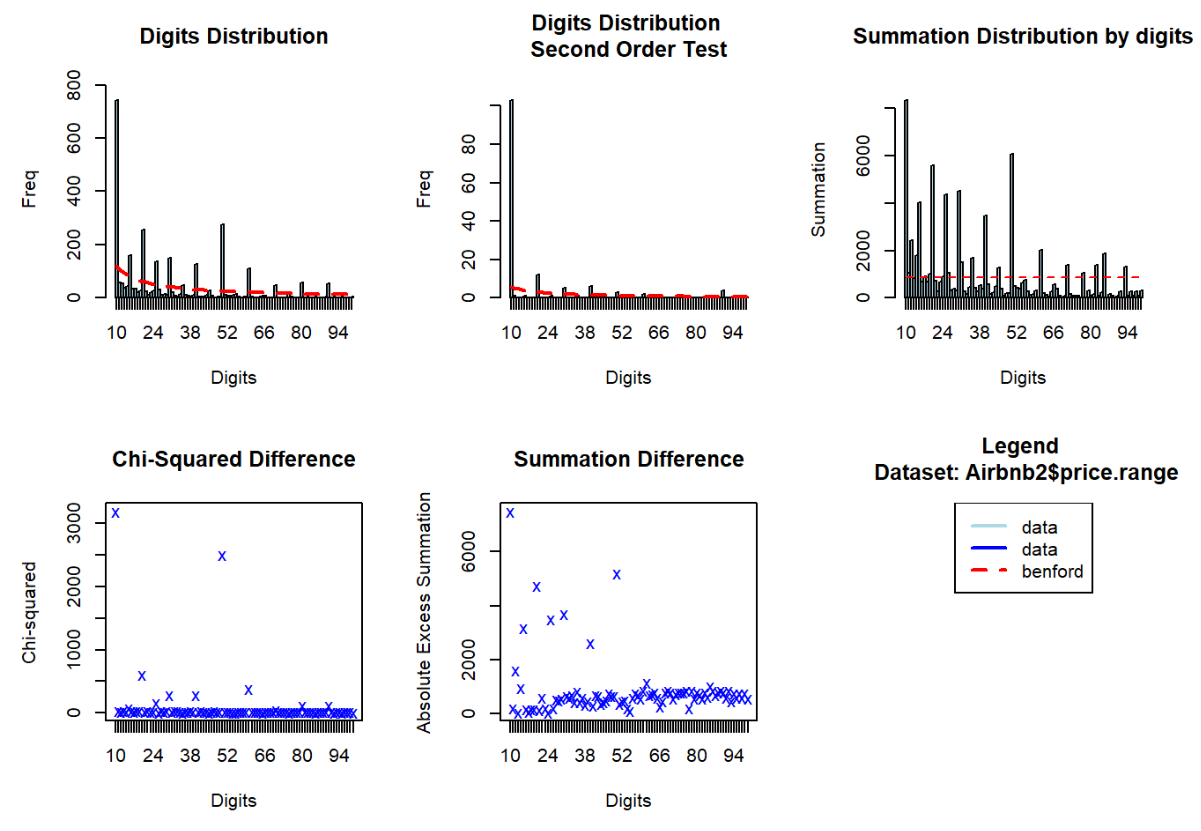 Digits Distribution
Freq
0 200 400 600 800
10 24 38 52 66 80 94
Digits
Digits Distribution
Second Order Test
Freq
0 20 40 60 80
10 24 38 52 66 80 94
Digits
Summation Distribution by digits
Summation
0 2000 6000
10 24 38 52 66 80 94
Digits
Chi-Squared Difference
Chi-squared
0 1000 2000 3000
10 24 38 52 66 80 94
Digits
Summation Difference
Absolute Excess Summation
0 2000 6000
10 24 38 52 66 80 94
Digits
Legend
Dataset: Airbnb2$price.range
data
data
benford